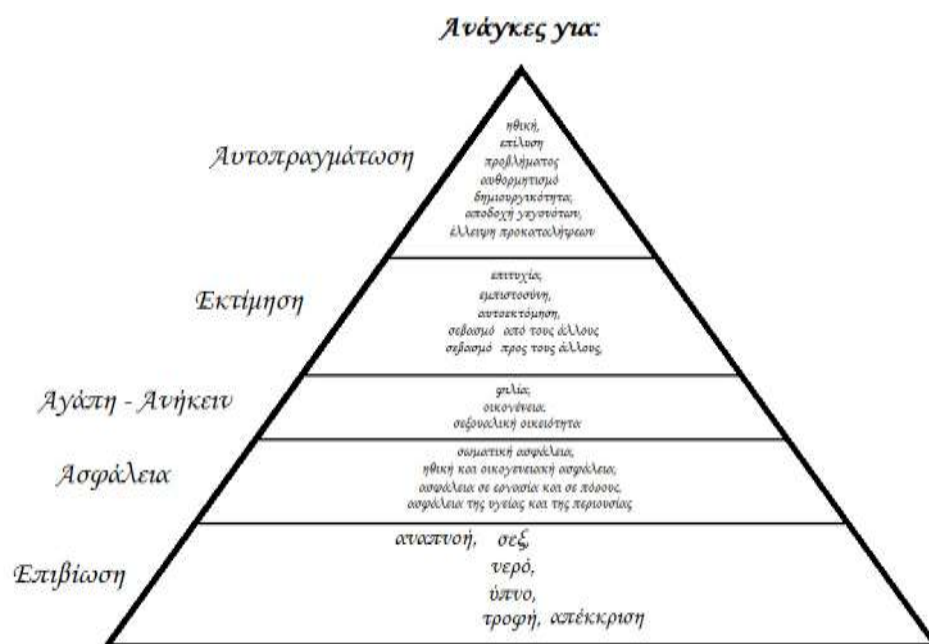 Ανάγκες για:
Αυτοπραγμάτωση
ηθική,
επίλυση
προβλήματος
αυθορμητισμό
δημιουργικότητα,
αποδοχή γεγονότων,
έλλειψη προκαταλήψεων
Εκτίμηση
επιτυχία,
εμπιστοσύνη,
αυτοεκτόμηση,
σεβασμό από τους άλλους
σεβασμό προς τους άλλους,
Αγάπη - Ανήκειν
φιλία,
οικογένεια,
σεξουαλική οικειότητα
Ασφάλεια
σωματική ασφάλεια,
ηθική και οικογενειακή ασφάλεια,
ασφάλεια σε εργασία και σε πόρους,
ασφάλεια της υγείας και της περιουσίας
Επιβίωση
αναπνοή, σεξ,
νερό,
ύπνο,
τροφή, απέκκριση